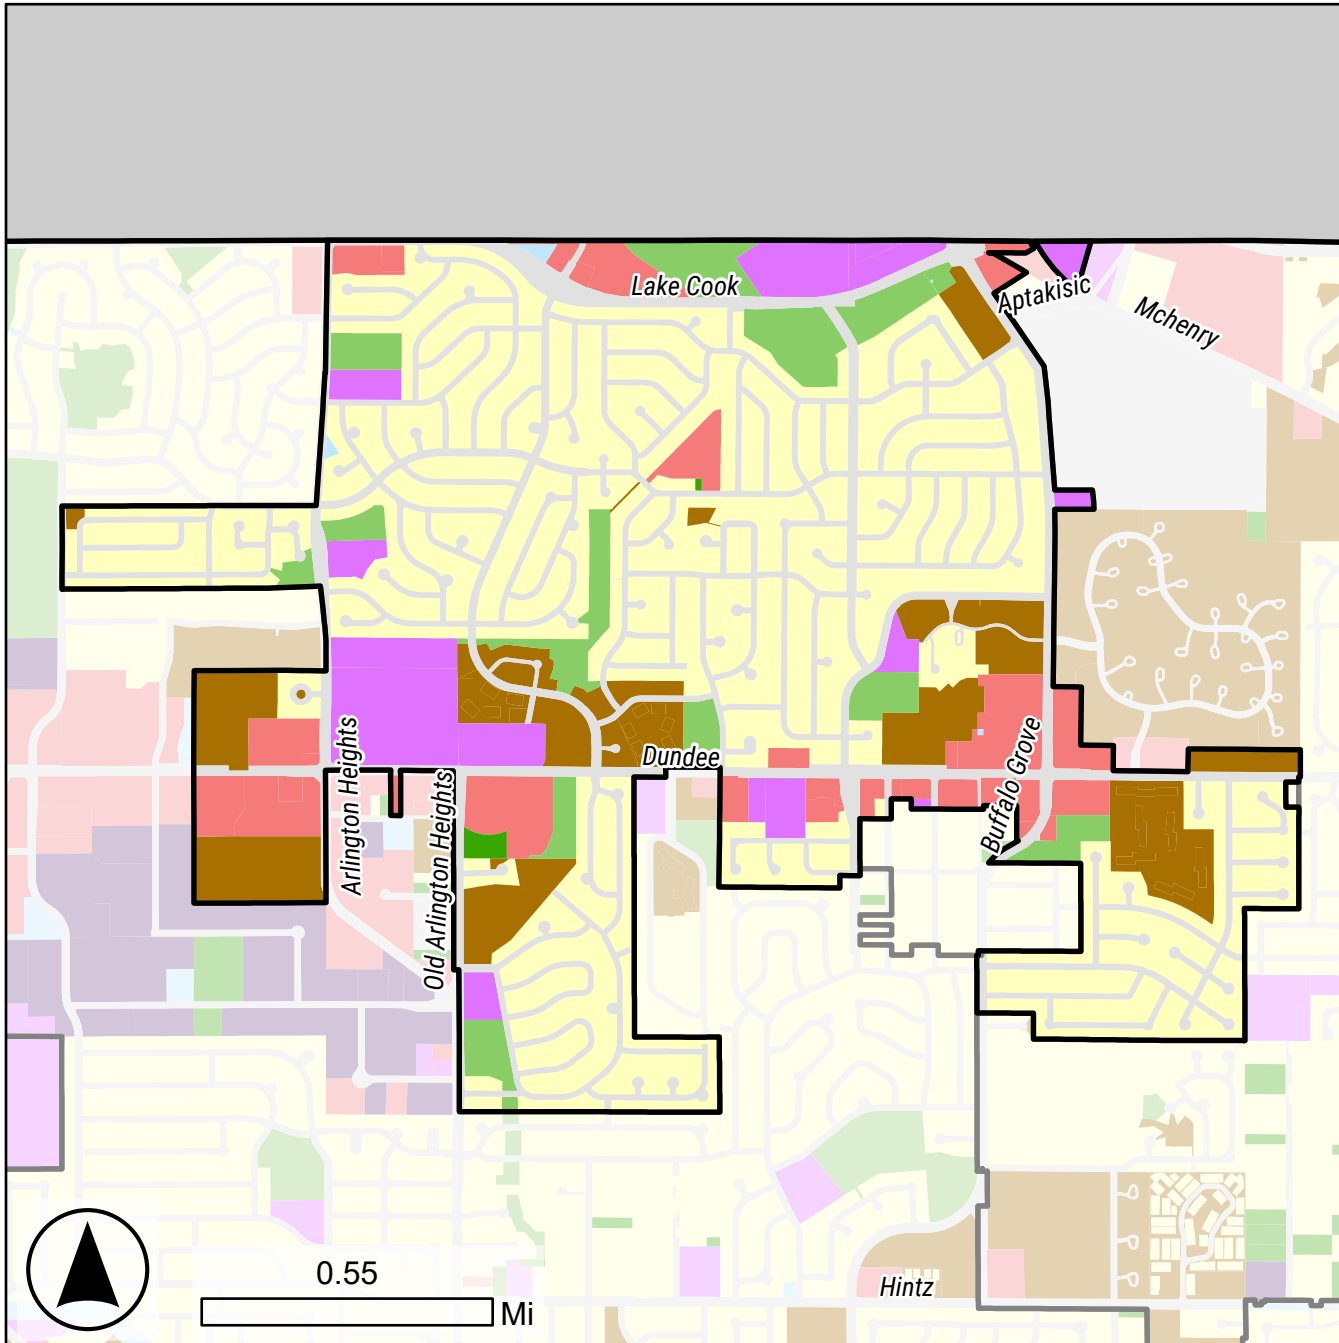 Lake Cook
Aptakisic
Mchenry
Arlington Heights
Dundee
Buffalo Grove
Old Arlington Heights
0.55
Mi
Hintz